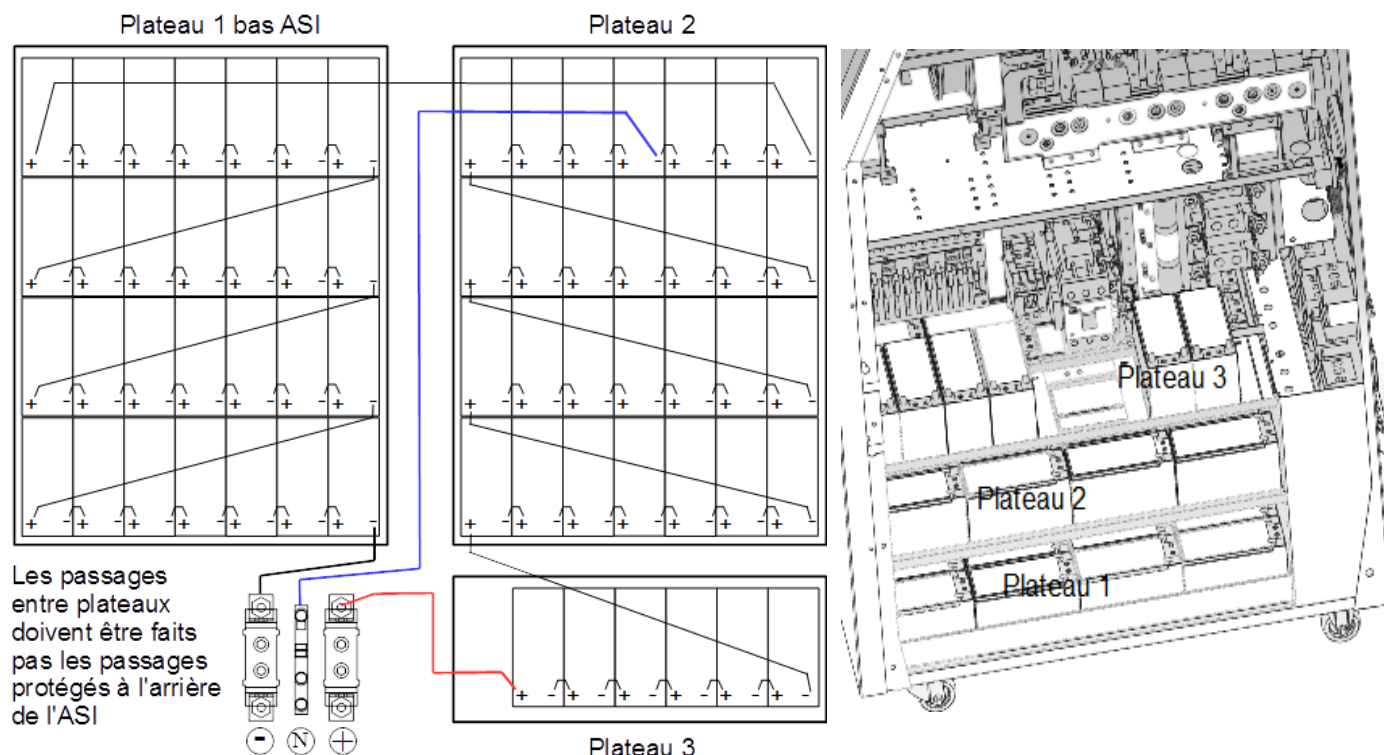 Plateau 1 bas ASI
Plateau 2
+ -+ -+ -+ -+ -+ -+ -
+ -+ -+ -+ -+ -+ -+ -
+ -+ -+ -+ -+ -+ -+ -
+ -+ -+ -+ -+ -+ -+ -
+ -+ -+ -+ -+ -+ -+ -
+ -+ -+ -+ -+ -+ -+ -
+ -+ -+ -+ -+ -+ -+ -
+ -+ -+ -+ -+ -+ -+ -
Les passages
entre plateaux
doivent être faits
pas les passages
protégés à l'arrière
de l'ASI
- N +
+ -+ -+ -+ -+ -+ -
Plateau 3
Plateau 3
Plateau 2
Plateau 1